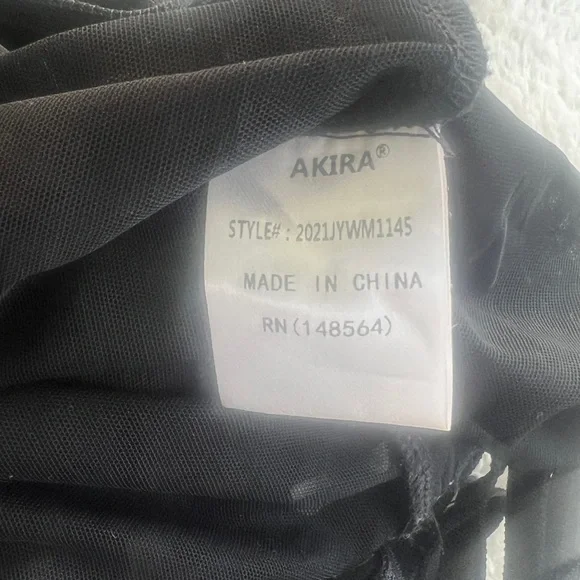 AKIRA®
STYLE#: 2021JYWM1145
MADE IN CHINA
RN(148564)